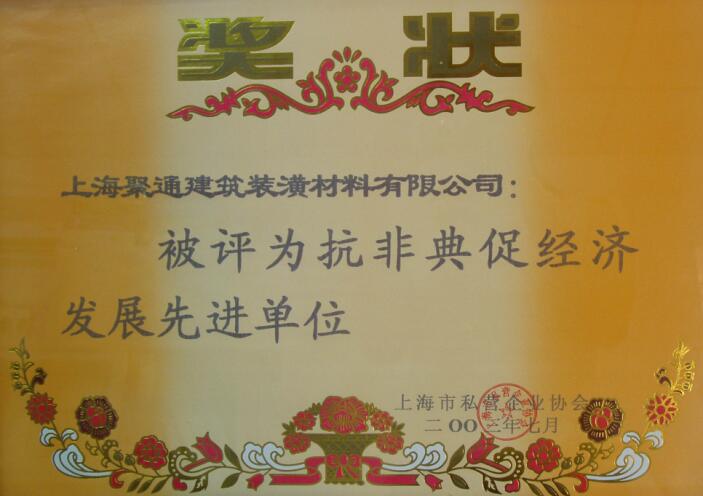 奖状
上海聚通建筑装潢材料有限公司：
被评为抗非典促经济
发展先进单位
上海市私营企业协会
二〇〇三年七月